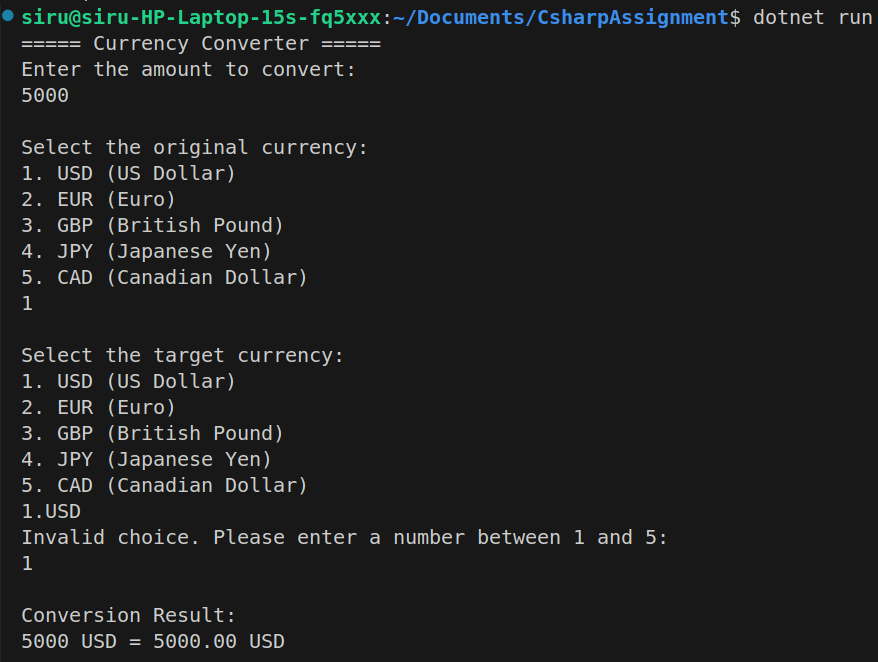 siru@siru-HP-Laptop-15s-fq5xxx:~/Documents/CsharpAssignment$ dotnet run
===== Currency Converter =====
Enter the amount to convert:
5000
Select the original currency:
1. USD (US Dollar)
2. EUR (Euro)
3. GBP (British Pound)
4. JPY (Japanese Yen)
5. CAD (Canadian Dollar)
1
Select the target currency:
1. USD (US Dollar)
2. EUR (Euro)
3. GBP (British Pound)
4. JPY (Japanese Yen)
5. CAD (Canadian Dollar)
1.USD
Invalid choice. Please enter a number between 1 and 5:
1
Conversion Result:
5000 USD = 5000.00 USD